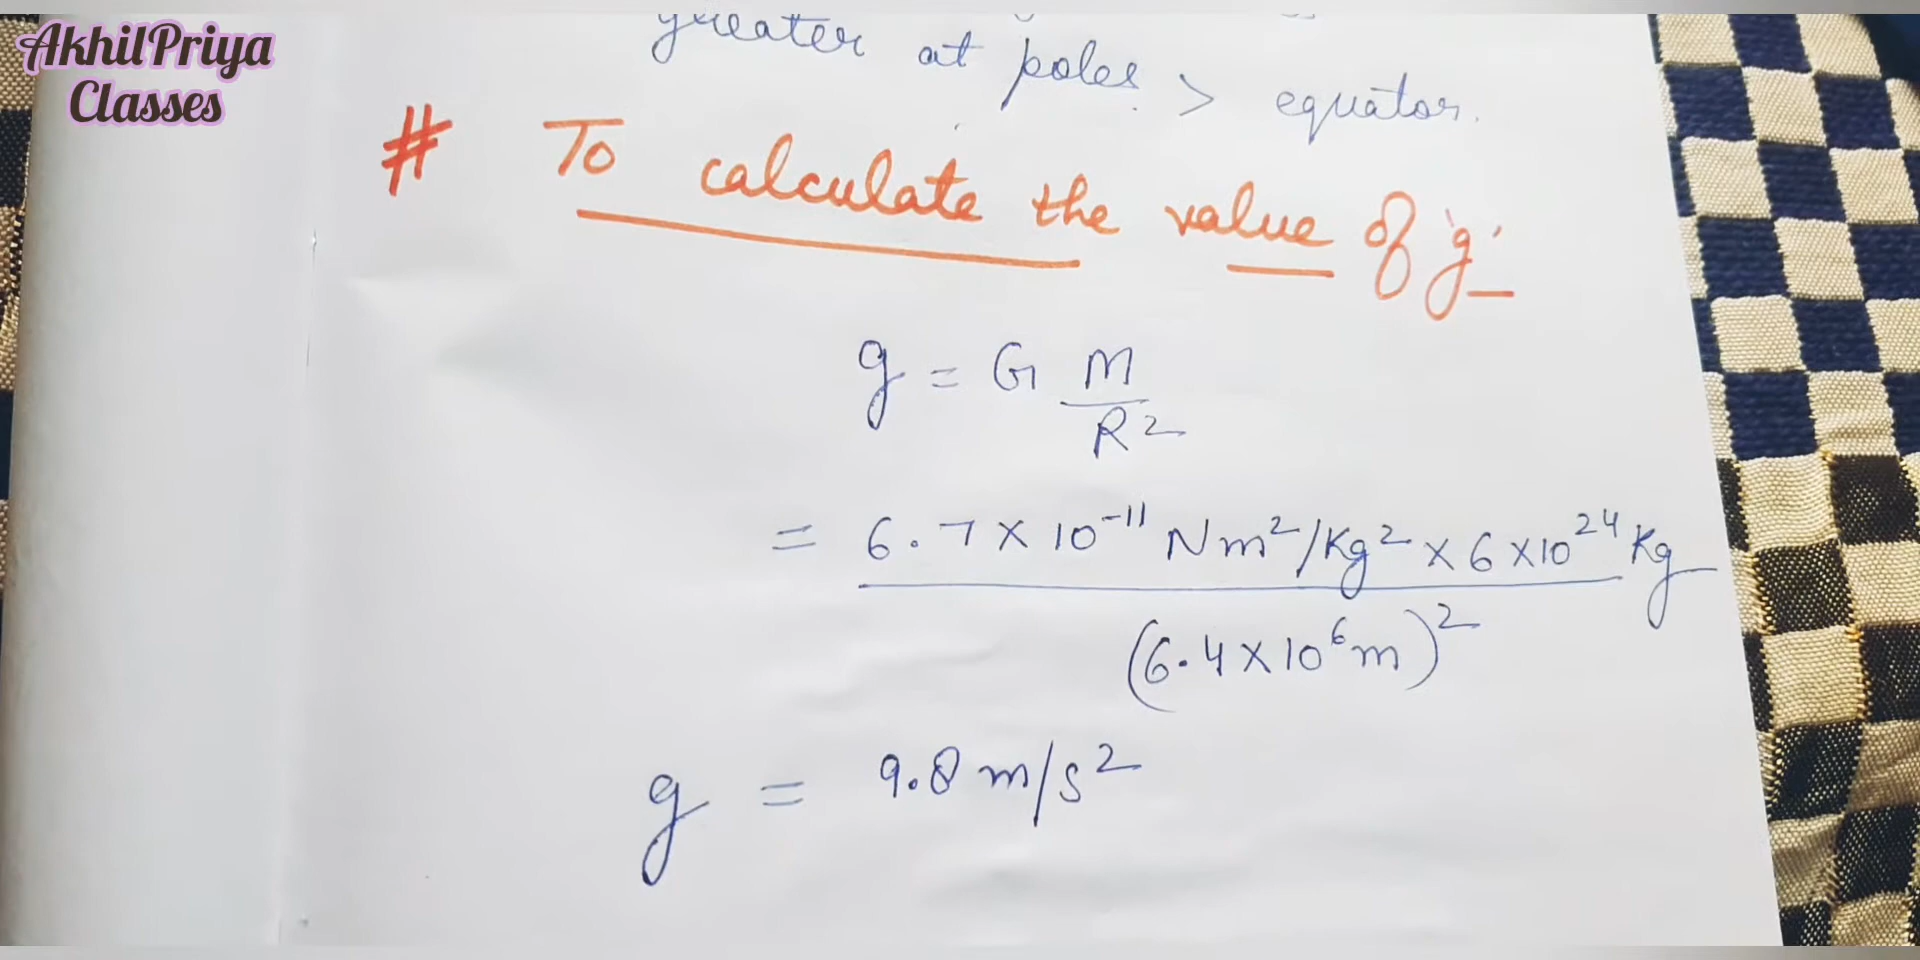 AkhilPriya
Classes
greater at poles > equator.
# To calculate the value of 'g'
g = G M
R²
= 6.7 × 10⁻¹¹ Nm²/Kg² × 6 × 10²⁴ Kg
(6.4 × 10⁶ m)²
g = 9.8 m/s²